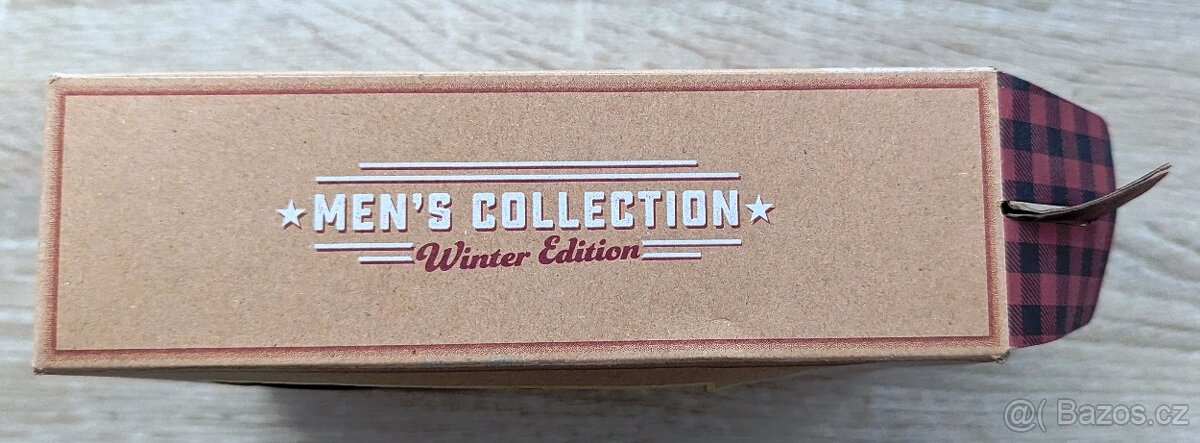 ★MEN'S COLLECTION★
Winter Edition
@( Bazos.cz